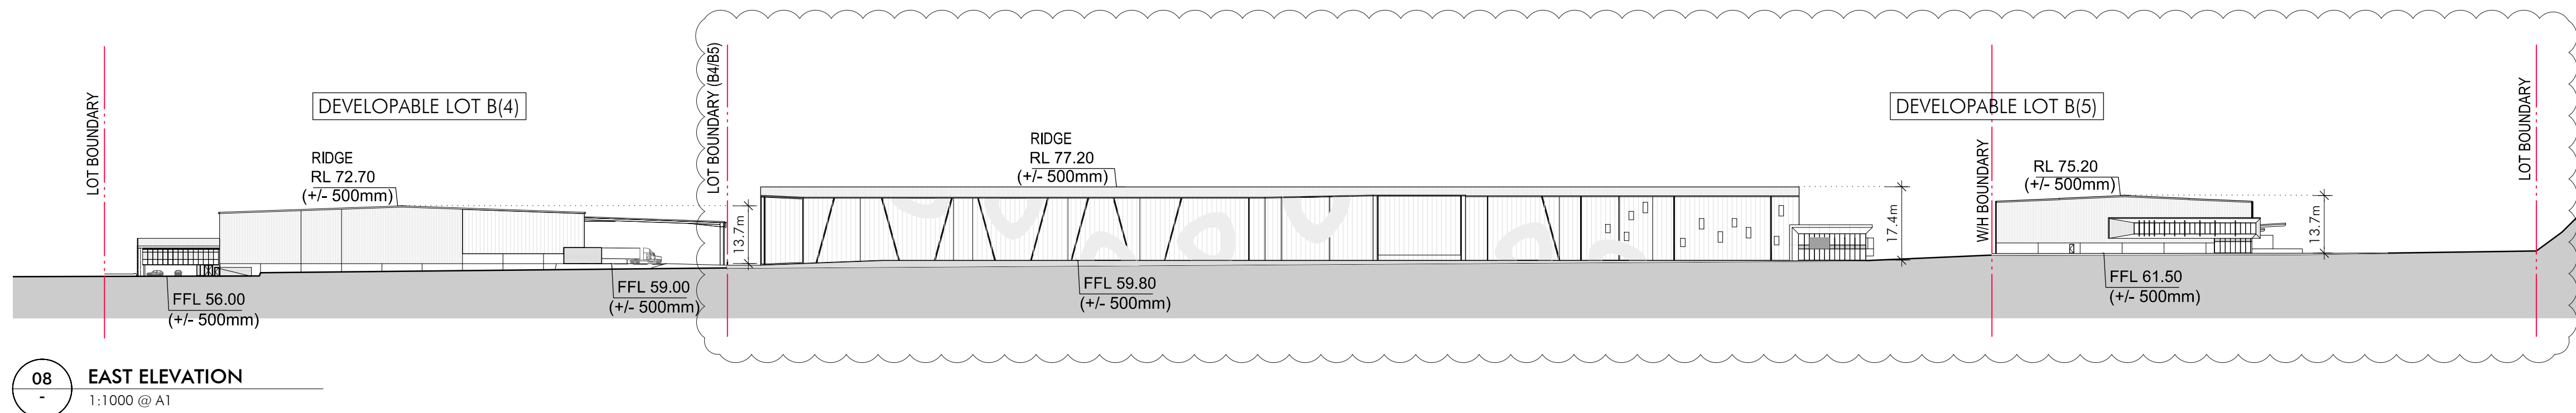 LOT BOUNDARY
DEVELOPABLE LOT B(4)
RIDGE
RL 72.70
(+/- 500mm)
FFL 56.00
(+/- 500mm)
FFL 59.00
(+/- 500mm)
13.7m
LOT BOUNDARY (B4/B5)
RIDGE
RL 77.20
(+/- 500mm)
FFL 59.80
(+/- 500mm)
17.4m
DEVELOPABLE LOT B(5)
W/H BOUNDARY
RL 75.20
(+/- 500mm)
FFL 61.50
(+/- 500mm)
13.7m
LOT BOUNDARY
08
-
EAST ELEVATION
1:1000 @ A1